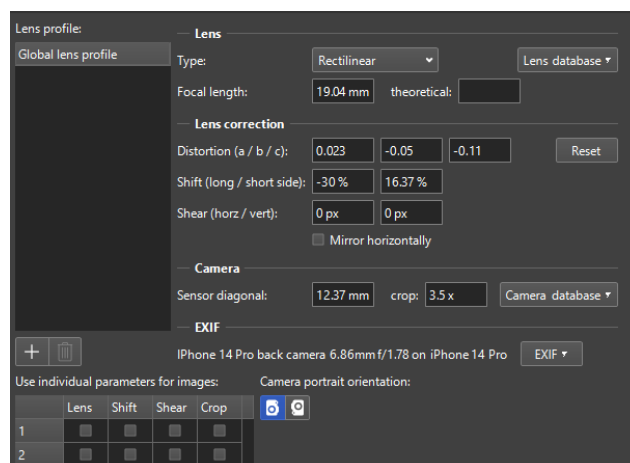 Lens profile:
Global lens profile
Lens
Type: Rectilinear Lens database
Focal length: 19.04 mm theoretical:
Lens correction
Distortion (a / b / c): 0.023 -0.05 -0.11 Reset
Shift (long / short side): -30 % 16.37 %
Shear (horz / vert): 0 px 0 px
Mirror horizontally
Camera
Sensor diagonal: 12.37 mm crop: 3.5 x Camera database
EXIF
IPhone 14 Pro back camera 6.86mm f/1.78 on iPhone 14 Pro EXIF
Use individual parameters for images: Camera portrait orientation:
Lens Shift Shear Crop
1
2